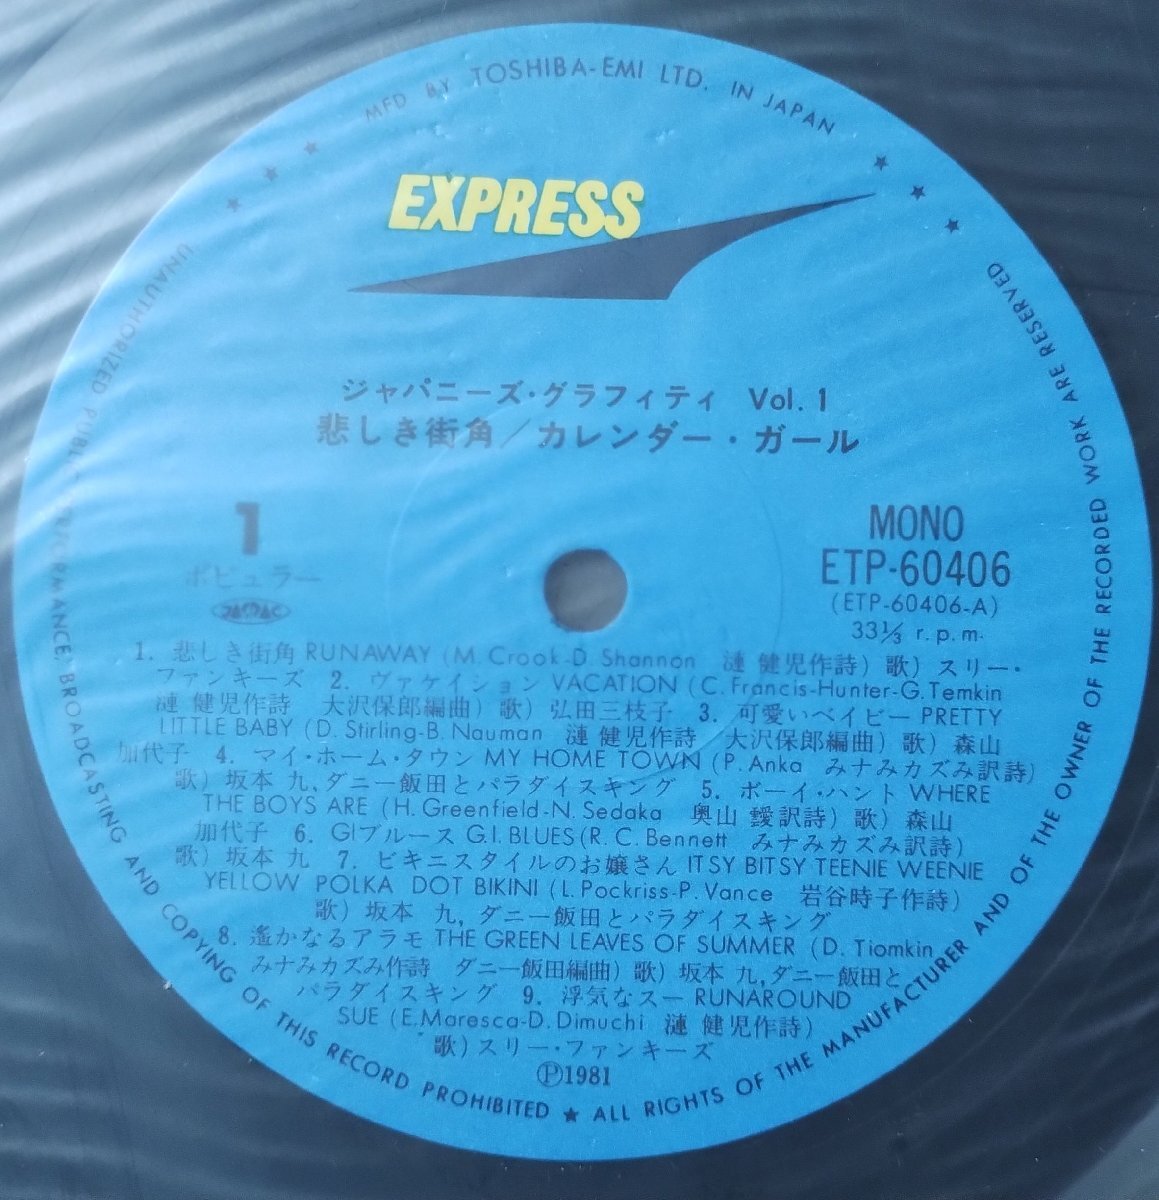 MFD BY TOSHIBA-EMI LTD. IN JAPAN
EXPRESS
ジャパニーズ・グラフィティ Vol. 1
悲しき街角／カレンダー・ガール
1
ポピュラー
MONO
ETP-60406
(ETP-60406-A)
33⅓ r.p.m.
1. 悲しき街角 RUNAWAY (M. Crook-D. Shannon 漣 健児作詩) 歌) スリー・
ファンキーズ 2. ヴァケイション VACATION (C. Francis-Hunter-G. Temkin
漣 健児作詩 大沢保郎編曲) 歌) 弘田三枝子 3. 可愛いベイビー PRETTY
LITTLE BABY (D. Stirling-B. Nauman 漣 健児作詩 大沢保郎編曲) 歌) 森山
加代子 4. マイ・ホーム・タウン MY HOME TOWN (P. Anka みナみカズみ訳詩)
歌) 坂本 九, ダニー飯田とパラダイスキング 5. ボーイ・ハント WHERE
THE BOYS ARE (H. Greenfield-N. Sedaka 奥山 靉訳詩) 歌) 森山
加代子 6. GIブルース G.I. BLUES (R. C. Bennett みナみカズみ訳詩)
歌) 坂本 九 7. ビキニスタイルのお嬢さん ITSY BITSY TEENIE WEENIE
YELLOW POLKA DOT BIKINI (L. Pockriss-P. Vance 岩谷時子作詩)
歌) 坂本 九, ダニー飯田とパラダイスキング
8. 遙かなるアラモ THE GREEN LEAVES OF SUMMER (D. Tiomkin
みナみカズみ作詩 ダニー飯田編曲) 歌) 坂本 九, ダニー飯田と
パラダイスキング 9. 浮気なスー RUNAROUND
SUE (E. Maresca-D. Dimuchi 漣 健児作詩)
歌) スリー・ファンキーズ
Ⓟ1981
UNAUTHORIZED PUBLIC PERFORMANCE, BROADCASTING AND COPYING OF THIS RECORD PROHIBITED ★ ALL RIGHTS OF THE MANUFACTURER AND OF THE OWNER OF THE RECORDED WORK ARE RESERVED